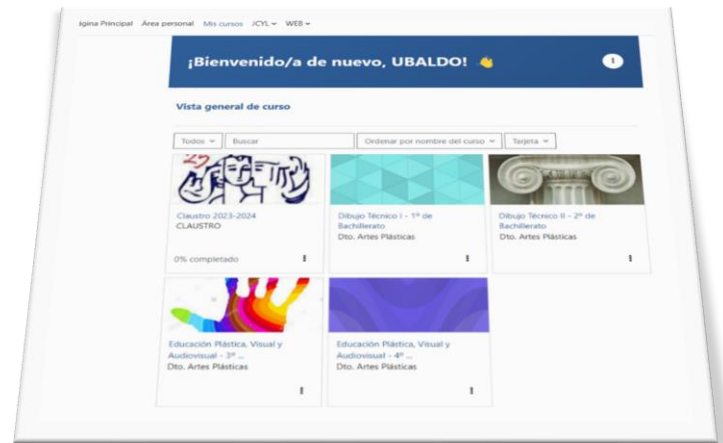 ágina Principal Área personal Mis cursos JCYL WEB
¡Bienvenido/a de nuevo, UBALDO! 👋
Vista general de curso
Todos Buscar Ordenar por nombre del curso Tarjeta
25
Claustro 2023-2024
CLAUSTRO
0% completado
Dibujo Técnico I - 1º de
Bachillerato
Dto. Artes Plásticas
Dibujo Técnico II - 2º de
Bachillerato
Dto. Artes Plásticas
Educación Plástica, Visual y
Audiovisual - 3º ...
Dto. Artes Plásticas
Educación Plástica, Visual y
Audiovisual - 4º ...
Dto. Artes Plásticas